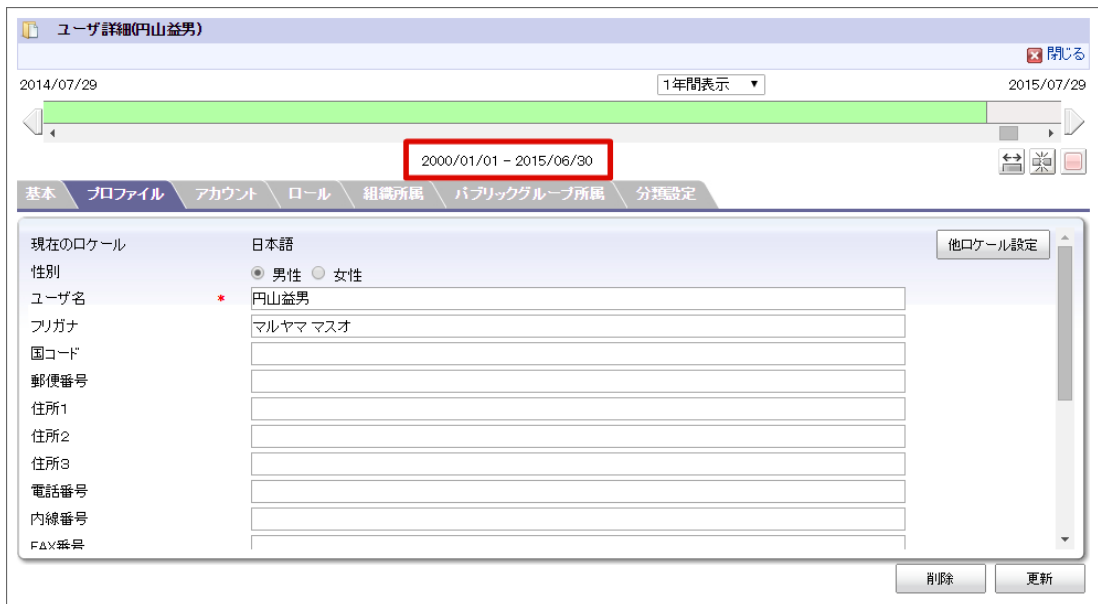 ユーザ詳細(円山益男)
閉じる
2014/07/29 1年間表示 ▼ 2015/07/29
2000/01/01 - 2015/06/30
基本 プロファイル アカウント ロール 組織所属 パブリックグループ所属 分類設定
現在のロケール 日本語 他ロケール設定
性別 男性 女性
ユーザ名 * 円山益男
フリガナ マルヤマ マスオ
国コード
郵便番号
住所1
住所2
住所3
電話番号
内線番号
FAX番号
削除 更新